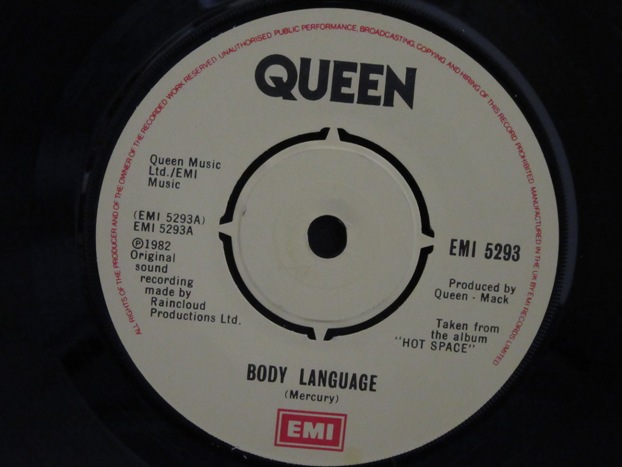 ALL RIGHTS OF THE PRODUCER AND OF THE OWNER OF THE RECORDED WORK RESERVED UNAUTHORISED PUBLIC PERFORMANCE, BROADCASTING, COPYING AND HIRING OF THIS RECORD PROHIBITED MANUFACTURED IN THE UK BY EMI RECORDS LIMITED
QUEEN
Queen Music
Ltd./EMI
Music
(EMI 5293A)
EMI 5293A
Ⓟ1982
Original
sound
recording
made by
Raincloud
Productions Ltd.
EMI 5293
Produced by
Queen - Mack
Taken from
the album
"HOT SPACE"
BODY LANGUAGE
(Mercury)
EMI